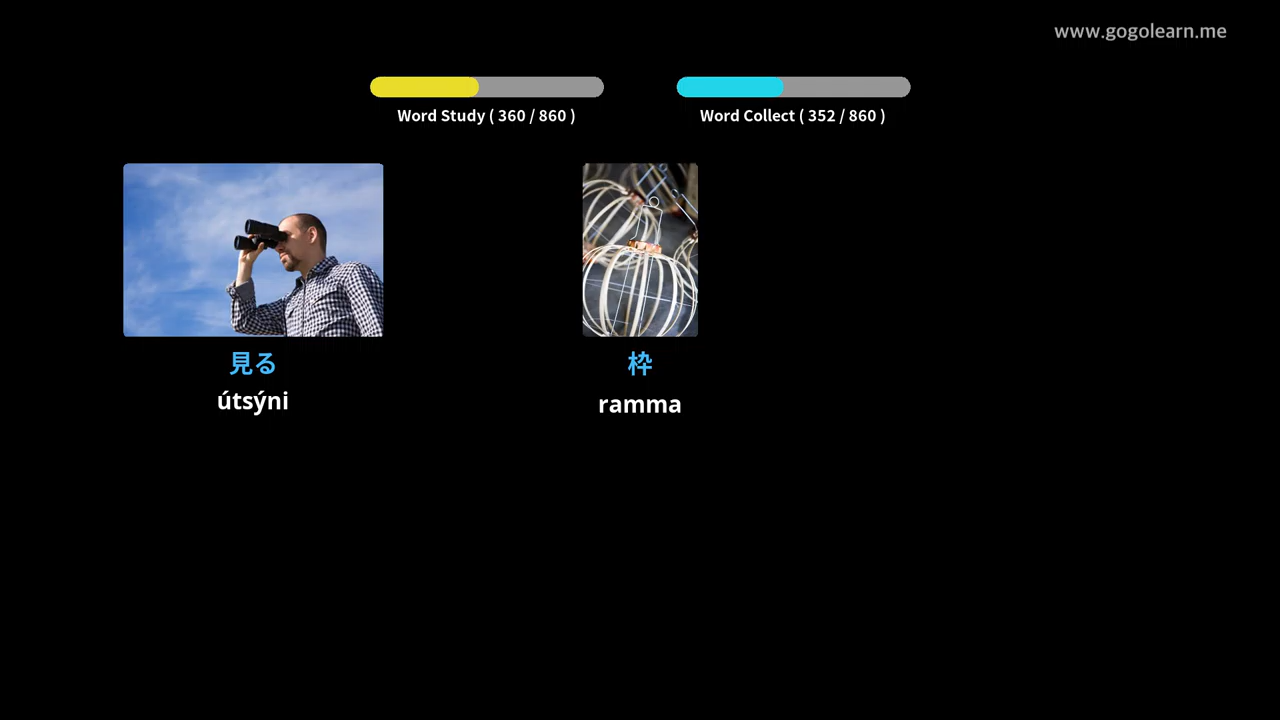 www.gogolearn.me
Word Study ( 360 / 860 )
Word Collect ( 352 / 860 )
見る
útsýni
枠
ramma